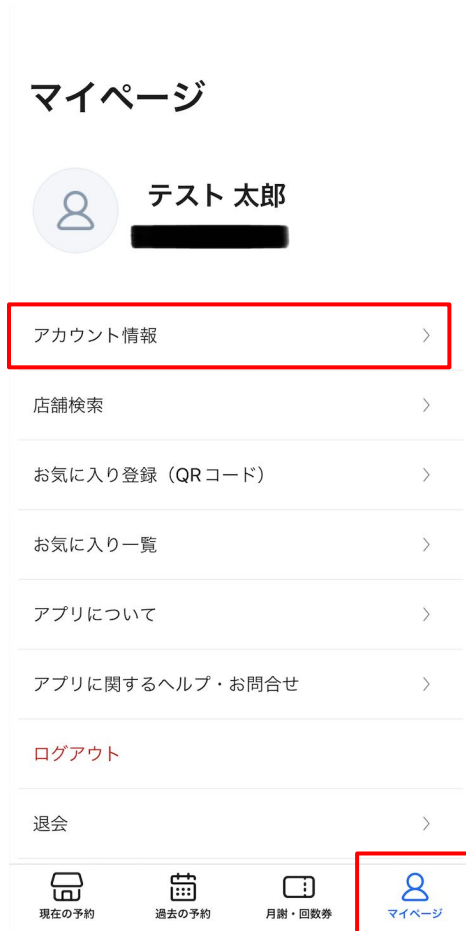 マイページ
テスト 太郎
アカウント情報
店舗検索
お気に入り登録（QRコード）
お気に入り一覧
アプリについて
アプリに関するヘルプ・お問合せ
ログアウト
退会
現在の予約
過去の予約
月謝・回数券
マイページ